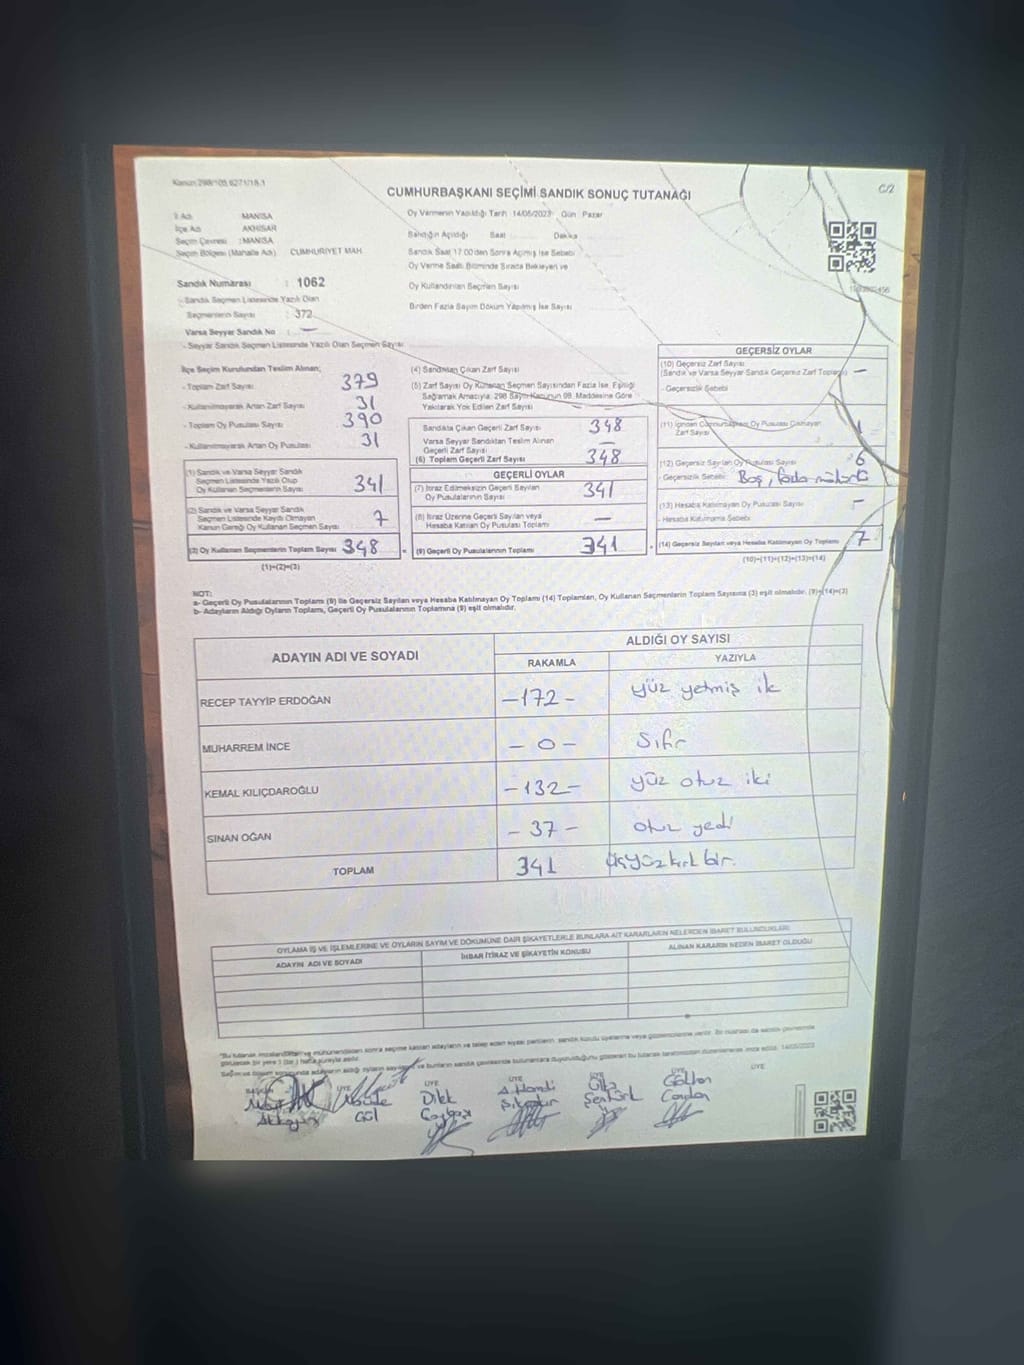 Kanun 298/105,6271/18-1
C/2
CUMHURBAŞKANI SEÇİMİ SANDIK SONUÇ TUTANAĞI
İl Adı : MANİSA
İlçe Adı : AKHİSAR
Seçim Çevresi : MANİSA
Seçim Bölgesi (Mahalle Adı) : CUMHURİYET MAH.
Sandık Numarası : 1062
- Sandık Seçmen Listesinde Yazılı Olan
Seçmenlerin Sayısı : 372
Varsa Seyyar Sandık No : —
- Seyyar Sandık Seçmen Listesinde Yazılı Olan Seçmen Sayısı
Oy Vermenin Yapıldığı Tarih 14/05/2023 Gün Pazar
Sandığın Açıldığı Saat Dakika
Sandık Saat 17.00'den Sonra Açılmış İse Sebebi
Oy Verme Saati Bitiminde Sırada Bekleyen ve
Oy Kullandırılan Seçmen Sayısı
Birden Fazla Sayım Döküm Yapılmış İse Sayısı
İlçe Seçim Kurulundan Teslim Alınan;
- Toplam Zarf Sayısı 379
- Kullanılmayarak Artan Zarf Sayısı 31
- Toplam Oy Pusulası Sayısı 390
- Kullanılmayarak Artan Oy Pusulası 31
(1) Sandık ve Varsa Seyyar Sandık
Seçmen Listesinde Yazılı Olup
Oy Kullanan Seçmenlerin Sayısı 341
(2) Sandık ve Varsa Seyyar Sandık
Seçmen Listesinde Kaydı Olmayan
Kanun Gereği Oy Kullanan Seçmen Sayısı 7
(3) Oy Kullanan Seçmenlerin Toplam Sayısı 348
(1)+(2)=(3)
(4) Sandıktan Çıkan Zarf Sayısı
(5) Zarf Sayısı Oy Kullanan Seçmen Sayısından Fazla İse, Eşitliği
Sağlamak Amacıyla; 298 Sayılı Kanunun 98. Maddesine Göre
Yakılarak Yok Edilen Zarf Sayısı
Sandıkta Çıkan Geçerli Zarf Sayısı 348
Varsa Seyyar Sandıktan Teslim Alınan
Geçerli Zarf Sayısı —
(6) Toplam Geçerli Zarf Sayısı 348
GEÇERLİ OYLAR
(7) İtiraz Edilmeksizin Geçerli Sayılan
Oy Pusulalarının Sayısı 341
(8) İtiraz Üzerine Geçerli Sayılan veya
Hesaba Katılan Oy Pusulası Toplamı —
(9) Geçerli Oy Pusulalarının Toplamı 341
GEÇERSİZ OYLAR
(10) Geçersiz Zarf Sayısı
(Sandık ve Varsa Seyyar Sandık Geçersiz Zarf Toplamı) —
- Geçersizlik Sebebi
(11) İçinden Cumhurbaşkanı Oy Pusulası Çıkmayan
Zarf Sayısı 1
(12) Geçersiz Sayılan Oy Pusulası Sayısı 6
- Geçersizlik Sebebi Boş, fazla mühürlü
(13) Hesaba Katılmayan Oy Pusulası Sayısı —
- Hesaba Katılmama Sebebi
(14) Geçersiz Sayılan veya Hesaba Katılmayan Oy Toplamı 7
(10)+(11)+(12)+(13)=(14)
NOT:
a- Geçerli Oy Pusulalarının Toplamı (9) ile Geçersiz Sayılan veya Hesaba Katılmayan Oy Toplamı (14) Toplamları, Oy Kullanan Seçmenlerin Toplam Sayısına (3) eşit olmalıdır. (9)+(14)=(3)
b- Adayların Aldığı Oyların Toplamı, Geçerli Oy Pusulalarının Toplamına (9) eşit olmalıdır.
ADAYIN ADI VE SOYADI
ALDIĞI OY SAYISI
RAKAMLA YAZIYLA
RECEP TAYYİP ERDOĞAN -172- yüz yetmiş ik
MUHARREM İNCE -0- Sıfır
KEMAL KILIÇDAROĞLU -132- yüz otuz iki
SİNAN OĞAN -37- otuz yedi
TOPLAM 341 üçyüzkırk bir.
OYLAMA İŞ VE İŞLEMLERİNE VE OYLARIN SAYIM VE DÖKÜMÜNE DAİR ŞİKAYETLERLE BUNLARA AİT KARARLARIN NELERDEN İBARET BULUNDUKLARI
ADAYIN ADI VE SOYADI
İHBAR İTİRAZ VE ŞİKAYETİN KONUSU
ALINAN KARARIN NEDEN İBARET OLDUĞU
14/05/2023
BAŞKAN ÜYE ÜYE ÜYE ÜYE ÜYE ÜYE
Gül
Dilek
A. Hamdi
Şentürk